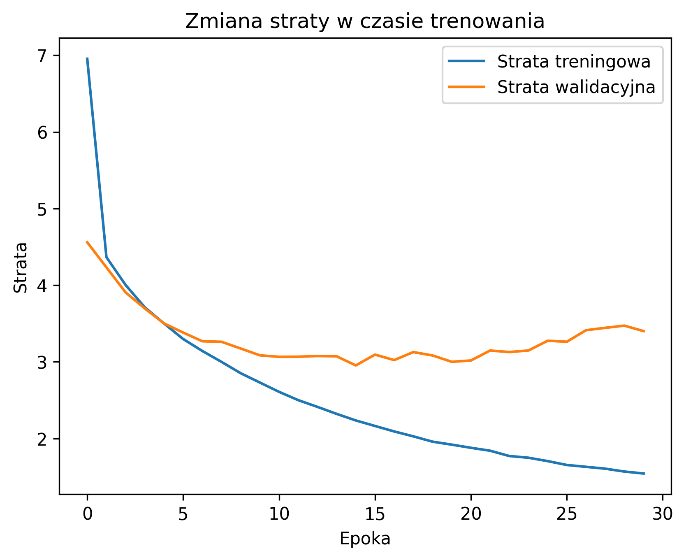 Zmiana straty w czasie trenowania
Strata treningowa
Strata walidacyjna
7
6
5
4
3
2
Strata
0 5 10 15 20 25 30
Epoka